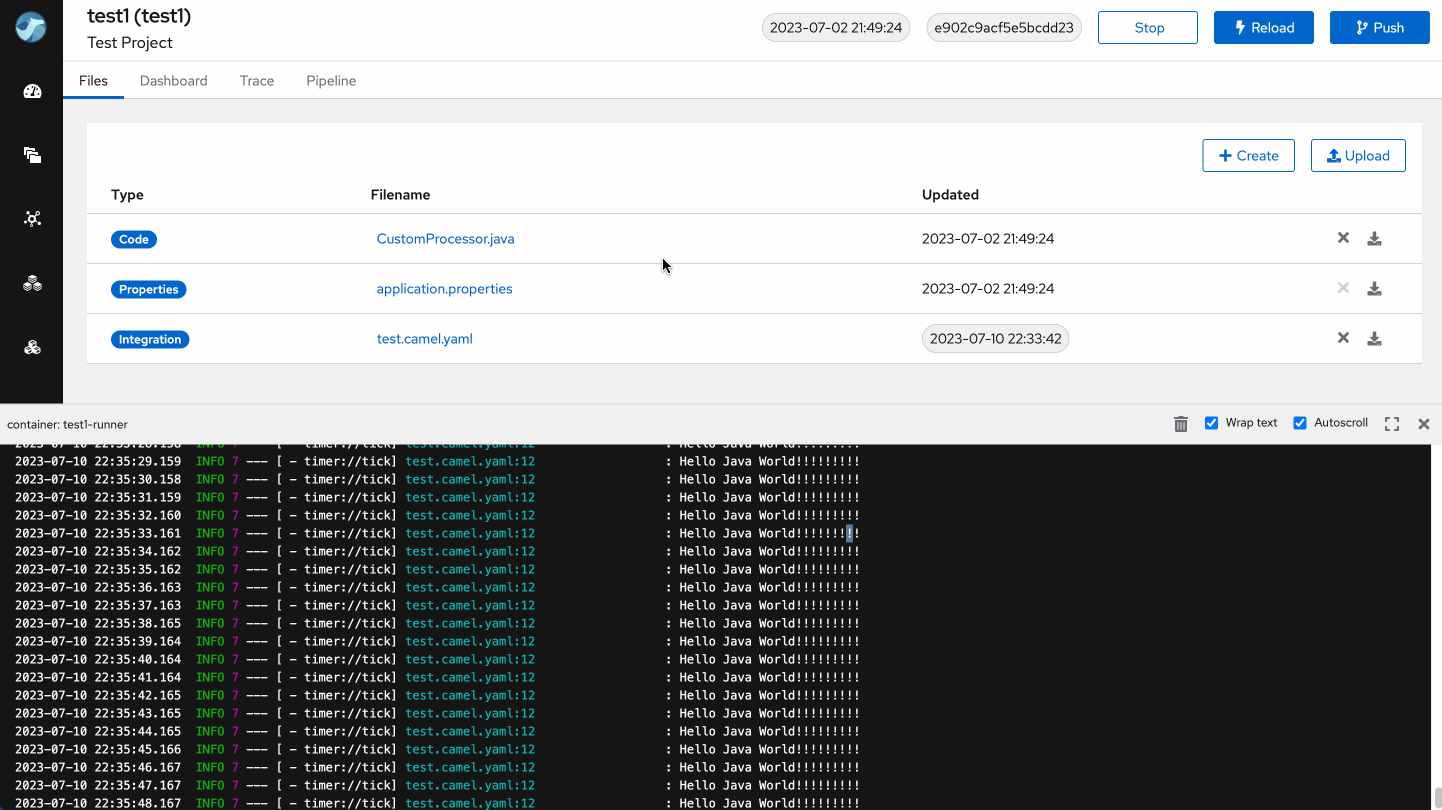 test1 (test1)
Test Project
2023-07-02 21:49:24
e902c9acf5e5bcdd23
Stop
Reload
Push
Files
Dashboard
Trace
Pipeline
Create
Upload
Type Filename Updated
Code CustomProcessor.java 2023-07-02 21:49:24
Properties application.properties 2023-07-02 21:49:24
Integration test.camel.yaml 2023-07-10 22:33:42
container: test1-runner
Wrap text
Autoscroll
2023-07-10 22:35:28.158 INFO 7 --- [ - timer://tick] test.camel.yaml:12 : Hello Java World!!!!!!!!!
2023-07-10 22:35:29.159 INFO 7 --- [ - timer://tick] test.camel.yaml:12 : Hello Java World!!!!!!!!!
2023-07-10 22:35:30.158 INFO 7 --- [ - timer://tick] test.camel.yaml:12 : Hello Java World!!!!!!!!!
2023-07-10 22:35:31.159 INFO 7 --- [ - timer://tick] test.camel.yaml:12 : Hello Java World!!!!!!!!!
2023-07-10 22:35:32.160 INFO 7 --- [ - timer://tick] test.camel.yaml:12 : Hello Java World!!!!!!!!!
2023-07-10 22:35:33.161 INFO 7 --- [ - timer://tick] test.camel.yaml:12 : Hello Java World!!!!!!!!!
2023-07-10 22:35:34.162 INFO 7 --- [ - timer://tick] test.camel.yaml:12 : Hello Java World!!!!!!!!!
2023-07-10 22:35:35.162 INFO 7 --- [ - timer://tick] test.camel.yaml:12 : Hello Java World!!!!!!!!!
2023-07-10 22:35:36.163 INFO 7 --- [ - timer://tick] test.camel.yaml:12 : Hello Java World!!!!!!!!!
2023-07-10 22:35:37.163 INFO 7 --- [ - timer://tick] test.camel.yaml:12 : Hello Java World!!!!!!!!!
2023-07-10 22:35:38.165 INFO 7 --- [ - timer://tick] test.camel.yaml:12 : Hello Java World!!!!!!!!!
2023-07-10 22:35:39.164 INFO 7 --- [ - timer://tick] test.camel.yaml:12 : Hello Java World!!!!!!!!!
2023-07-10 22:35:40.164 INFO 7 --- [ - timer://tick] test.camel.yaml:12 : Hello Java World!!!!!!!!!
2023-07-10 22:35:41.164 INFO 7 --- [ - timer://tick] test.camel.yaml:12 : Hello Java World!!!!!!!!!
2023-07-10 22:35:42.165 INFO 7 --- [ - timer://tick] test.camel.yaml:12 : Hello Java World!!!!!!!!!
2023-07-10 22:35:43.165 INFO 7 --- [ - timer://tick] test.camel.yaml:12 : Hello Java World!!!!!!!!!
2023-07-10 22:35:44.165 INFO 7 --- [ - timer://tick] test.camel.yaml:12 : Hello Java World!!!!!!!!!
2023-07-10 22:35:45.166 INFO 7 --- [ - timer://tick] test.camel.yaml:12 : Hello Java World!!!!!!!!!
2023-07-10 22:35:46.167 INFO 7 --- [ - timer://tick] test.camel.yaml:12 : Hello Java World!!!!!!!!!
2023-07-10 22:35:47.167 INFO 7 --- [ - timer://tick] test.camel.yaml:12 : Hello Java World!!!!!!!!!
2023-07-10 22:35:48.167 INFO 7 --- [ - timer://tick] test.camel.yaml:12 : Hello Java World!!!!!!!!!